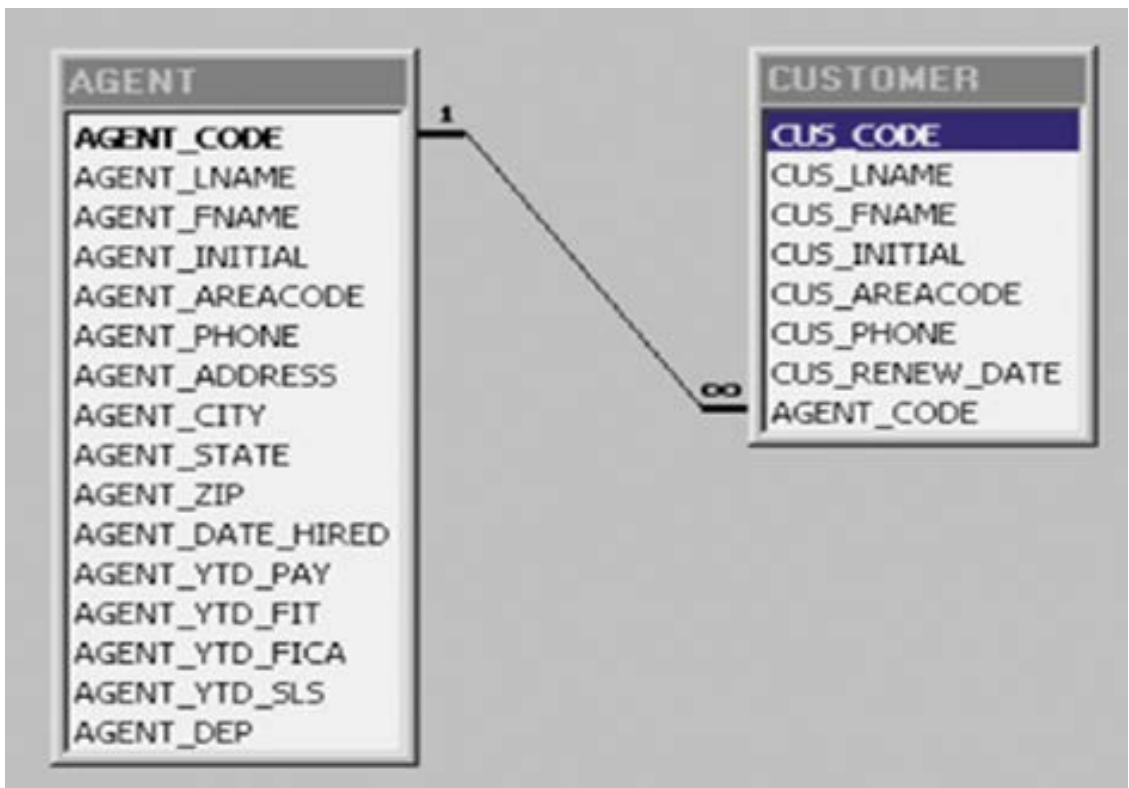 AGENT
AGENT_CODE
AGENT_LNAME
AGENT_FNAME
AGENT_INITIAL
AGENT_AREACODE
AGENT_PHONE
AGENT_ADDRESS
AGENT_CITY
AGENT_STATE
AGENT_ZIP
AGENT_DATE_HIRED
AGENT_YTD_PAY
AGENT_YTD_FIT
AGENT_YTD_FICA
AGENT_YTD_SLS
AGENT_DEP
1
∞
CUSTOMER
CUS_CODE
CUS_LNAME
CUS_FNAME
CUS_INITIAL
CUS_AREACODE
CUS_PHONE
CUS_RENEW_DATE
AGENT_CODE